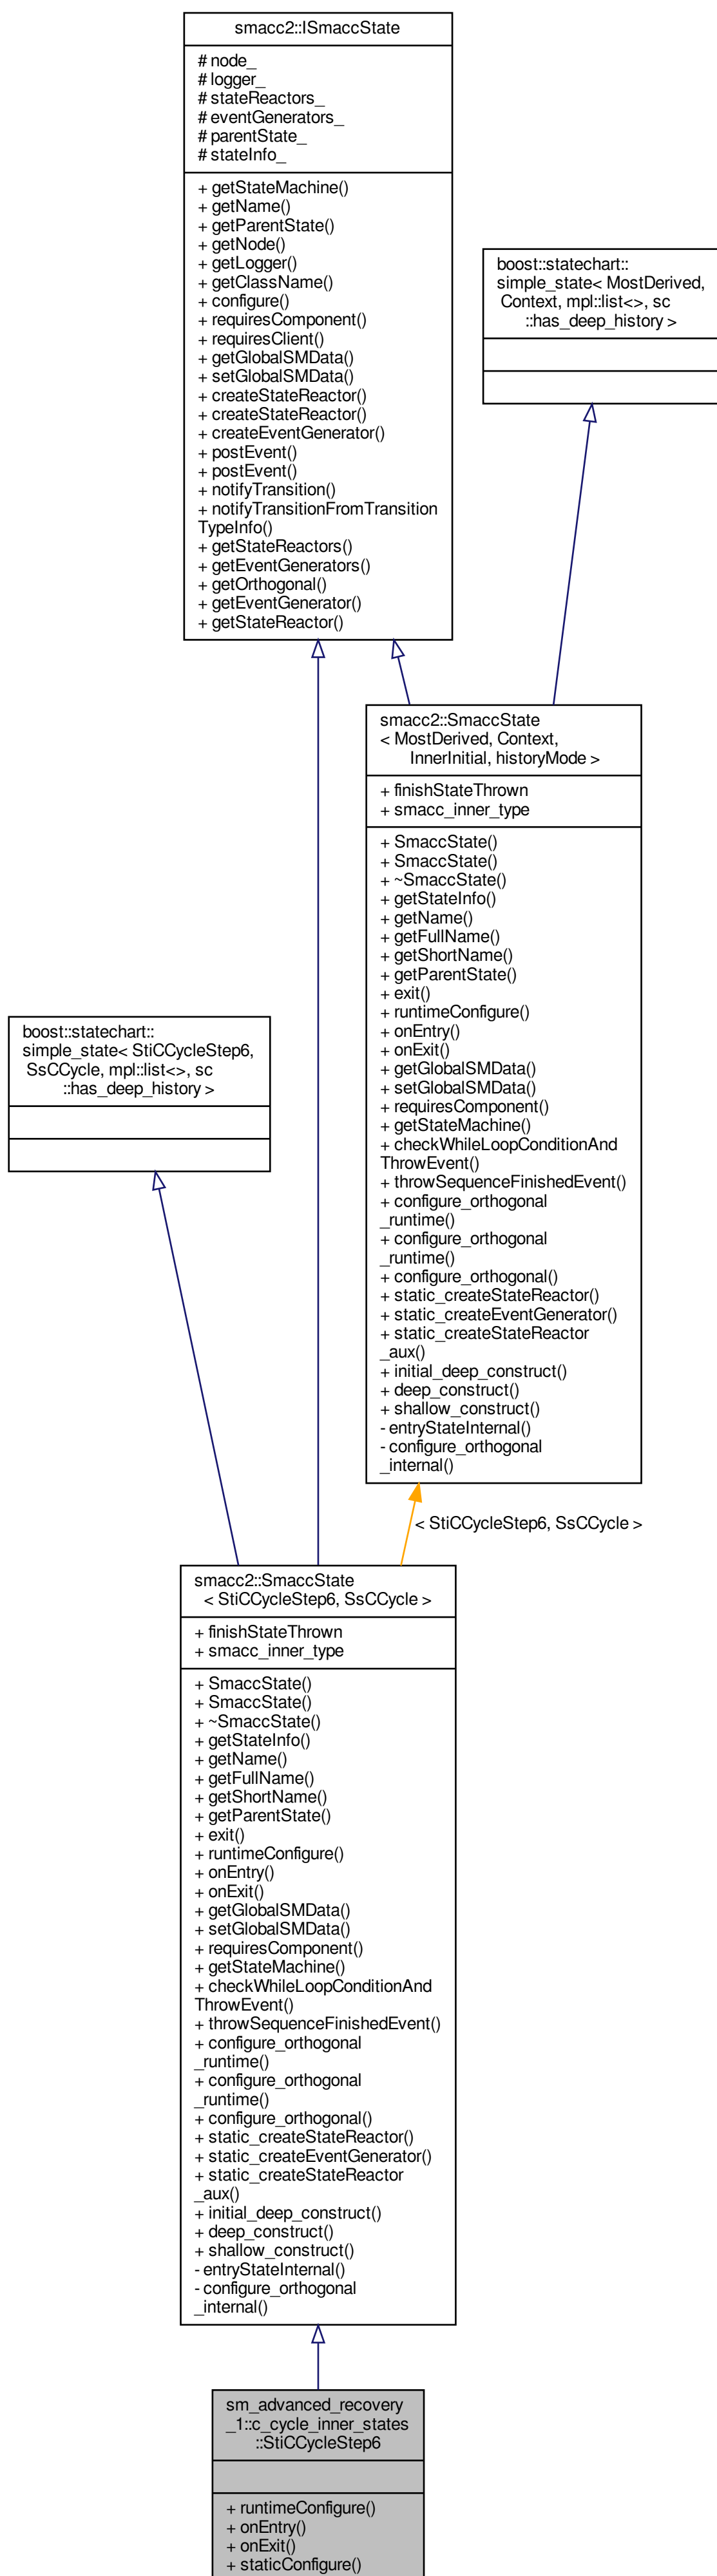 smacc2::ISmaccState
# node_
# logger_
# stateReactors_
# eventGenerators_
# parentState_
# stateInfo_
+ getStateMachine()
+ getName()
+ getParentState()
+ getNode()
+ getLogger()
+ getClassName()
+ configure()
+ requiresComponent()
+ requiresClient()
+ getGlobalSMData()
+ setGlobalSMData()
+ createStateReactor()
+ createStateReactor()
+ createEventGenerator()
+ postEvent()
+ postEvent()
+ notifyTransition()
+ notifyTransitionFromTransition
TypeInfo()
+ getStateReactors()
+ getEventGenerators()
+ getOrthogonal()
+ getEventGenerator()
+ getStateReactor()
boost::statechart::
simple_state< MostDerived,
Context, mpl::list<>, sc
::has_deep_history >
smacc2::SmaccState
< MostDerived, Context,
InnerInitial, historyMode >
+ finishStateThrown
+ smacc_inner_type
+ SmaccState()
+ SmaccState()
+ ~SmaccState()
+ getStateInfo()
+ getName()
+ getFullName()
+ getShortName()
+ getParentState()
+ exit()
+ runtimeConfigure()
+ onEntry()
+ onExit()
+ getGlobalSMData()
+ setGlobalSMData()
+ requiresComponent()
+ getStateMachine()
+ checkWhileLoopConditionAnd
ThrowEvent()
+ throwSequenceFinishedEvent()
+ configure_orthogonal
_runtime()
+ configure_orthogonal
_runtime()
+ configure_orthogonal()
+ static_createStateReactor()
+ static_createEventGenerator()
+ static_createStateReactor
_aux()
+ initial_deep_construct()
+ deep_construct()
+ shallow_construct()
- entryStateInternal()
- configure_orthogonal
_internal()
boost::statechart::
simple_state< StiCCycleStep6,
SsCCycle, mpl::list<>, sc
::has_deep_history >
< StiCCycleStep6, SsCCycle >
smacc2::SmaccState
< StiCCycleStep6, SsCCycle >
+ finishStateThrown
+ smacc_inner_type
+ SmaccState()
+ SmaccState()
+ ~SmaccState()
+ getStateInfo()
+ getName()
+ getFullName()
+ getShortName()
+ getParentState()
+ exit()
+ runtimeConfigure()
+ onEntry()
+ onExit()
+ getGlobalSMData()
+ setGlobalSMData()
+ requiresComponent()
+ getStateMachine()
+ checkWhileLoopConditionAnd
ThrowEvent()
+ throwSequenceFinishedEvent()
+ configure_orthogonal
_runtime()
+ configure_orthogonal
_runtime()
+ configure_orthogonal()
+ static_createStateReactor()
+ static_createEventGenerator()
+ static_createStateReactor
_aux()
+ initial_deep_construct()
+ deep_construct()
+ shallow_construct()
- entryStateInternal()
- configure_orthogonal
_internal()
sm_advanced_recovery
_1::c_cycle_inner_states
::StiCCycleStep6
+ runtimeConfigure()
+ onEntry()
+ onExit()
+ staticConfigure()